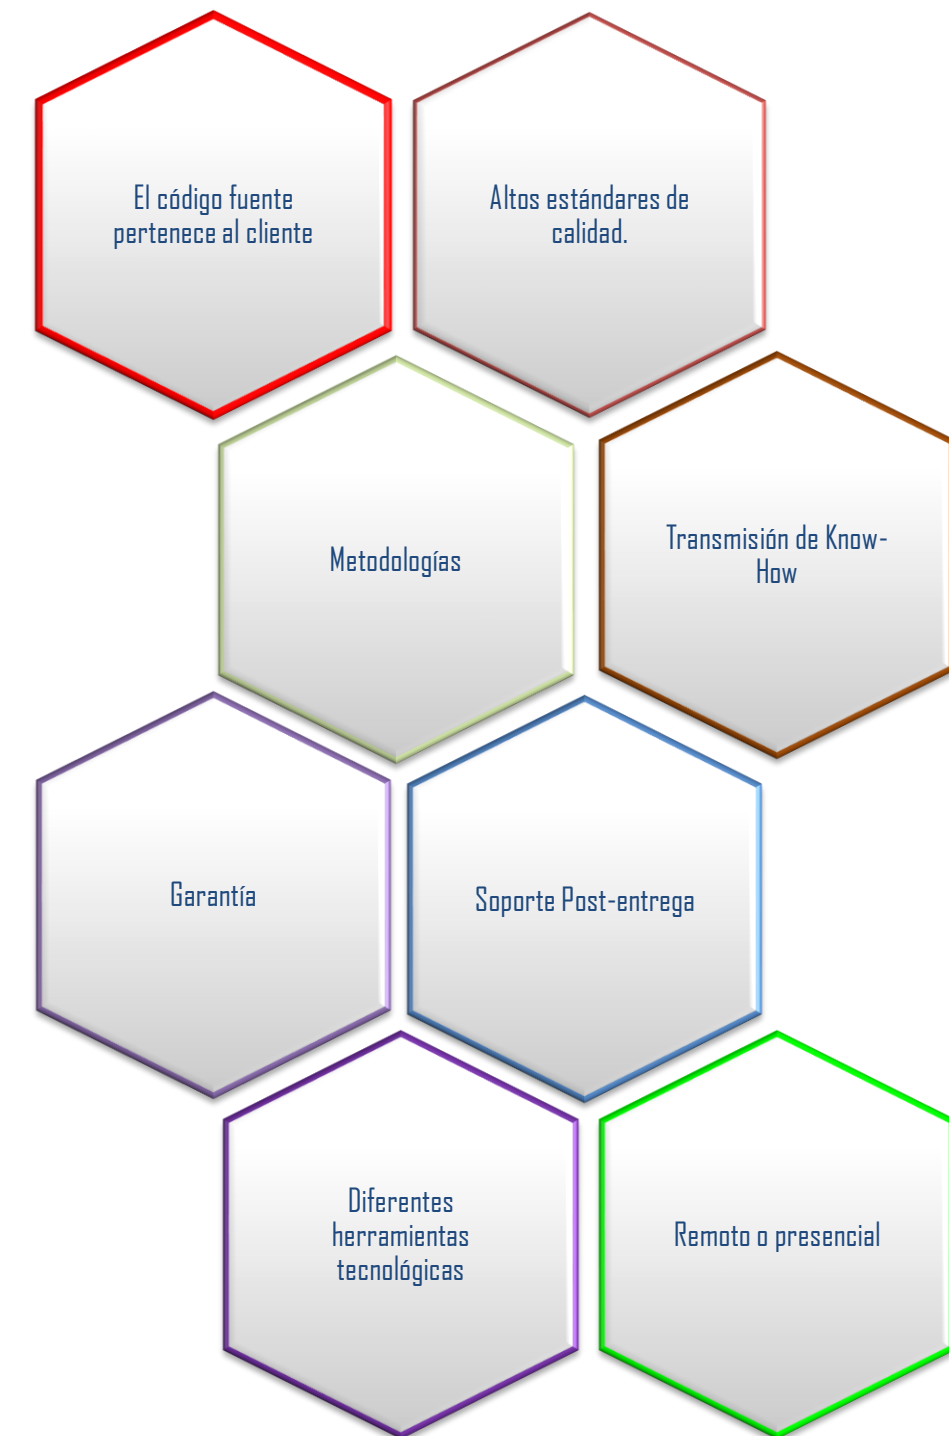 El código fuente
pertenece al cliente
Altos estándares de
calidad.
Metodologías
Transmisión de Know-
How
Garantía
Soporte Post-entrega
Diferentes
herramientas
tecnológicas
Remoto o presencial